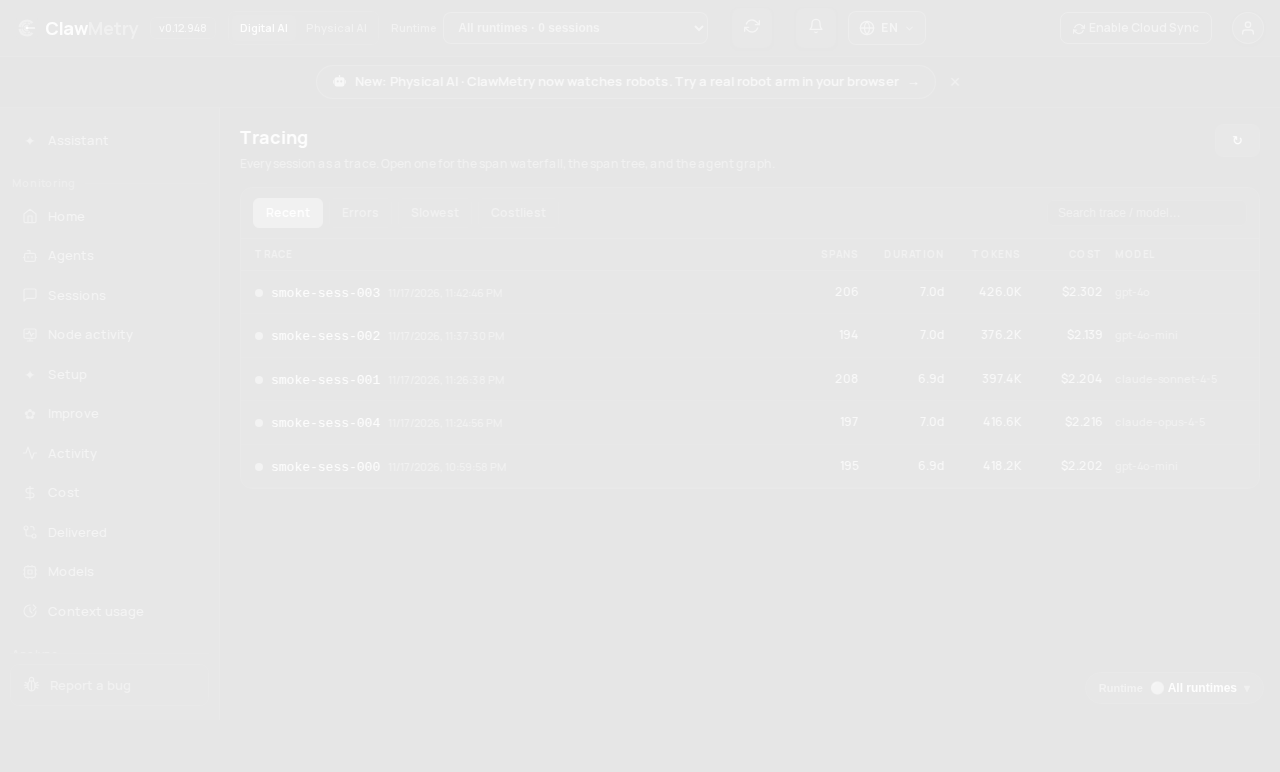 ClawMetry v0.12.948 Digital AI Physical AI Runtime All runtimes - 0 sessions EN Enable Cloud Sync
New: Physical AI - ClawMetry now watches robots. Try a real robot arm in your browser → ×
Assistant
Monitoring
Home
Agents
Sessions
Node activity
Setup
Improve
Activity
Cost
Delivered
Models
Context usage
Report a bug
Tracing
Every session as a trace. Open one for the span waterfall, the span tree, and the agent graph.
Recent Errors Slowest Costliest Search trace / model...
TRACE SPANS DURATION TOKENS COST MODEL
smoke-sess-003 11/17/2026, 11:42:45 PM 206 7.0d 426.0K $2.302 gpt-4o
smoke-sess-002 11/17/2026, 11:37:30 PM 194 7.0d 376.2K $2.139 gpt-4o-mini
smoke-sess-001 11/17/2026, 11:26:39 PM 208 6.9d 397.4K $2.204 claude-sonnet-4-5
smoke-sess-004 11/17/2026, 11:24:58 PM 197 7.0d 416.6K $2.216 claude-opus-4-5
smoke-sess-000 11/17/2026, 10:59:58 PM 195 6.9d 418.2K $2.202 gpt-4o-mini
Runtime All runtimes ▾